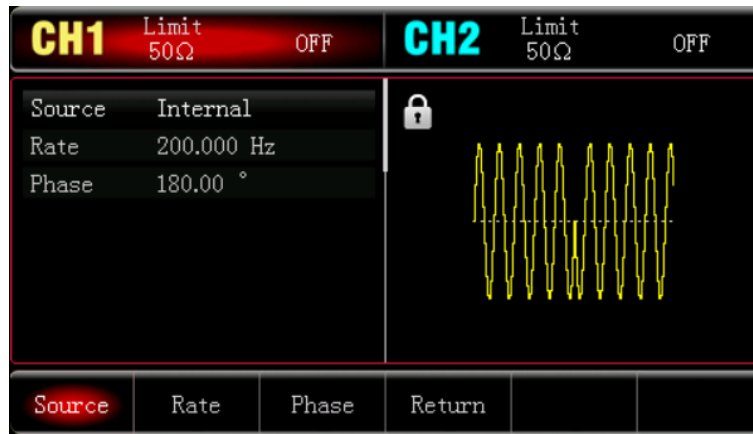 CH1 Limit 50Ω OFF CH2 Limit 50Ω OFF
Source Internal
Rate 200.000 Hz
Phase 180.00 °
Source Rate Phase Return